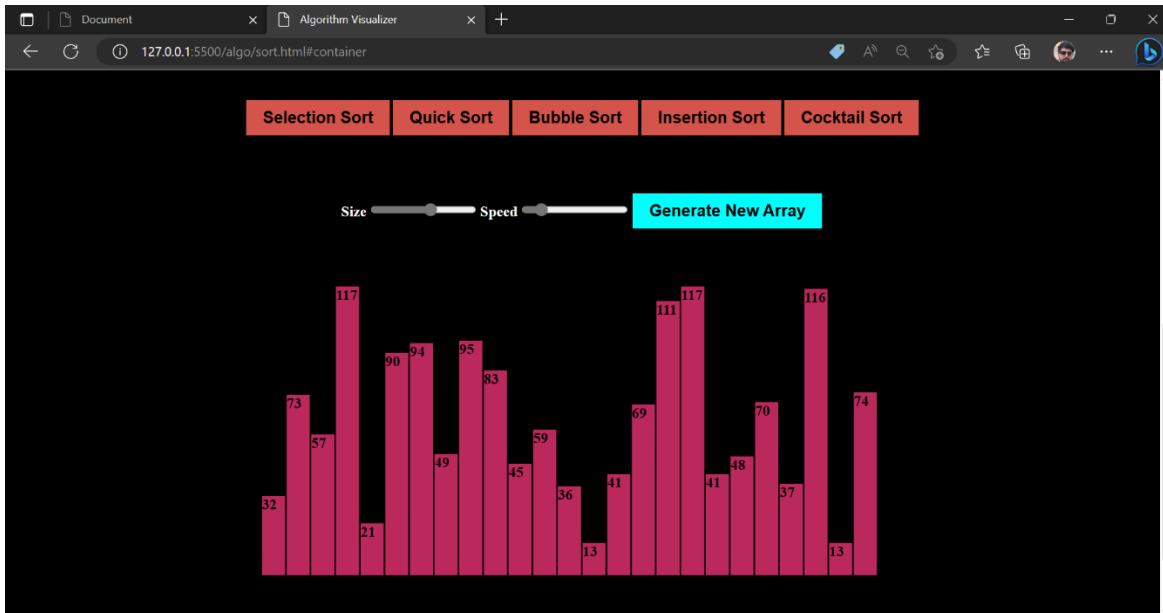 Document
Algorithm Visualizer
127.0.0.1:5500/algo/sort.html#container
Selection Sort Quick Sort Bubble Sort Insertion Sort Cocktail Sort
Size Speed Generate New Array
32 73 57 117 21 90 94 49 95 83 45 59 36 13 41 69 111 117 41 48 70 37 116 13 74